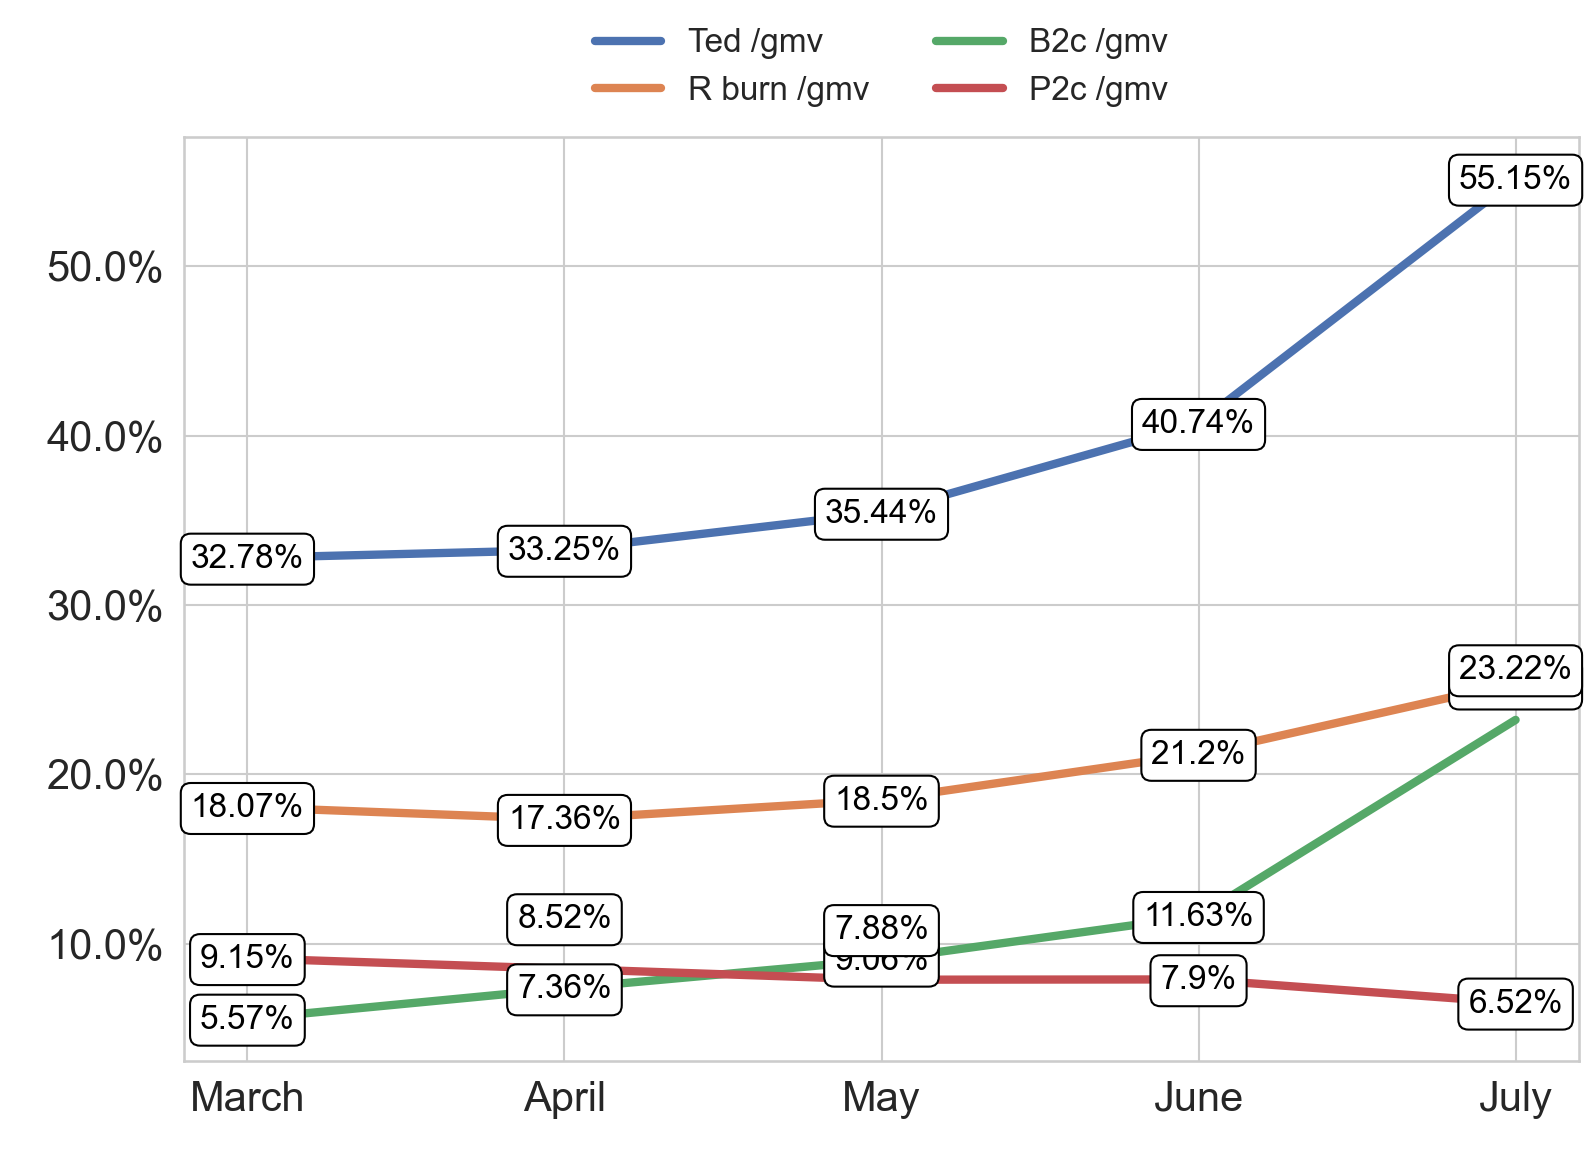 Ted /gmv
B2c /gmv
R burn /gmv
P2c /gmv
55.15%
50.0%
40.74%
40.0%
35.44%
33.25%
32.78%
30.0%
23.22%
21.2%
20.0%
18.5%
18.07%
17.36%
8.52%
7.88%
11.63%
10.0%
9.15%
9.06%
7.36%
7.9%
6.52%
5.57%
March
April
May
June
July